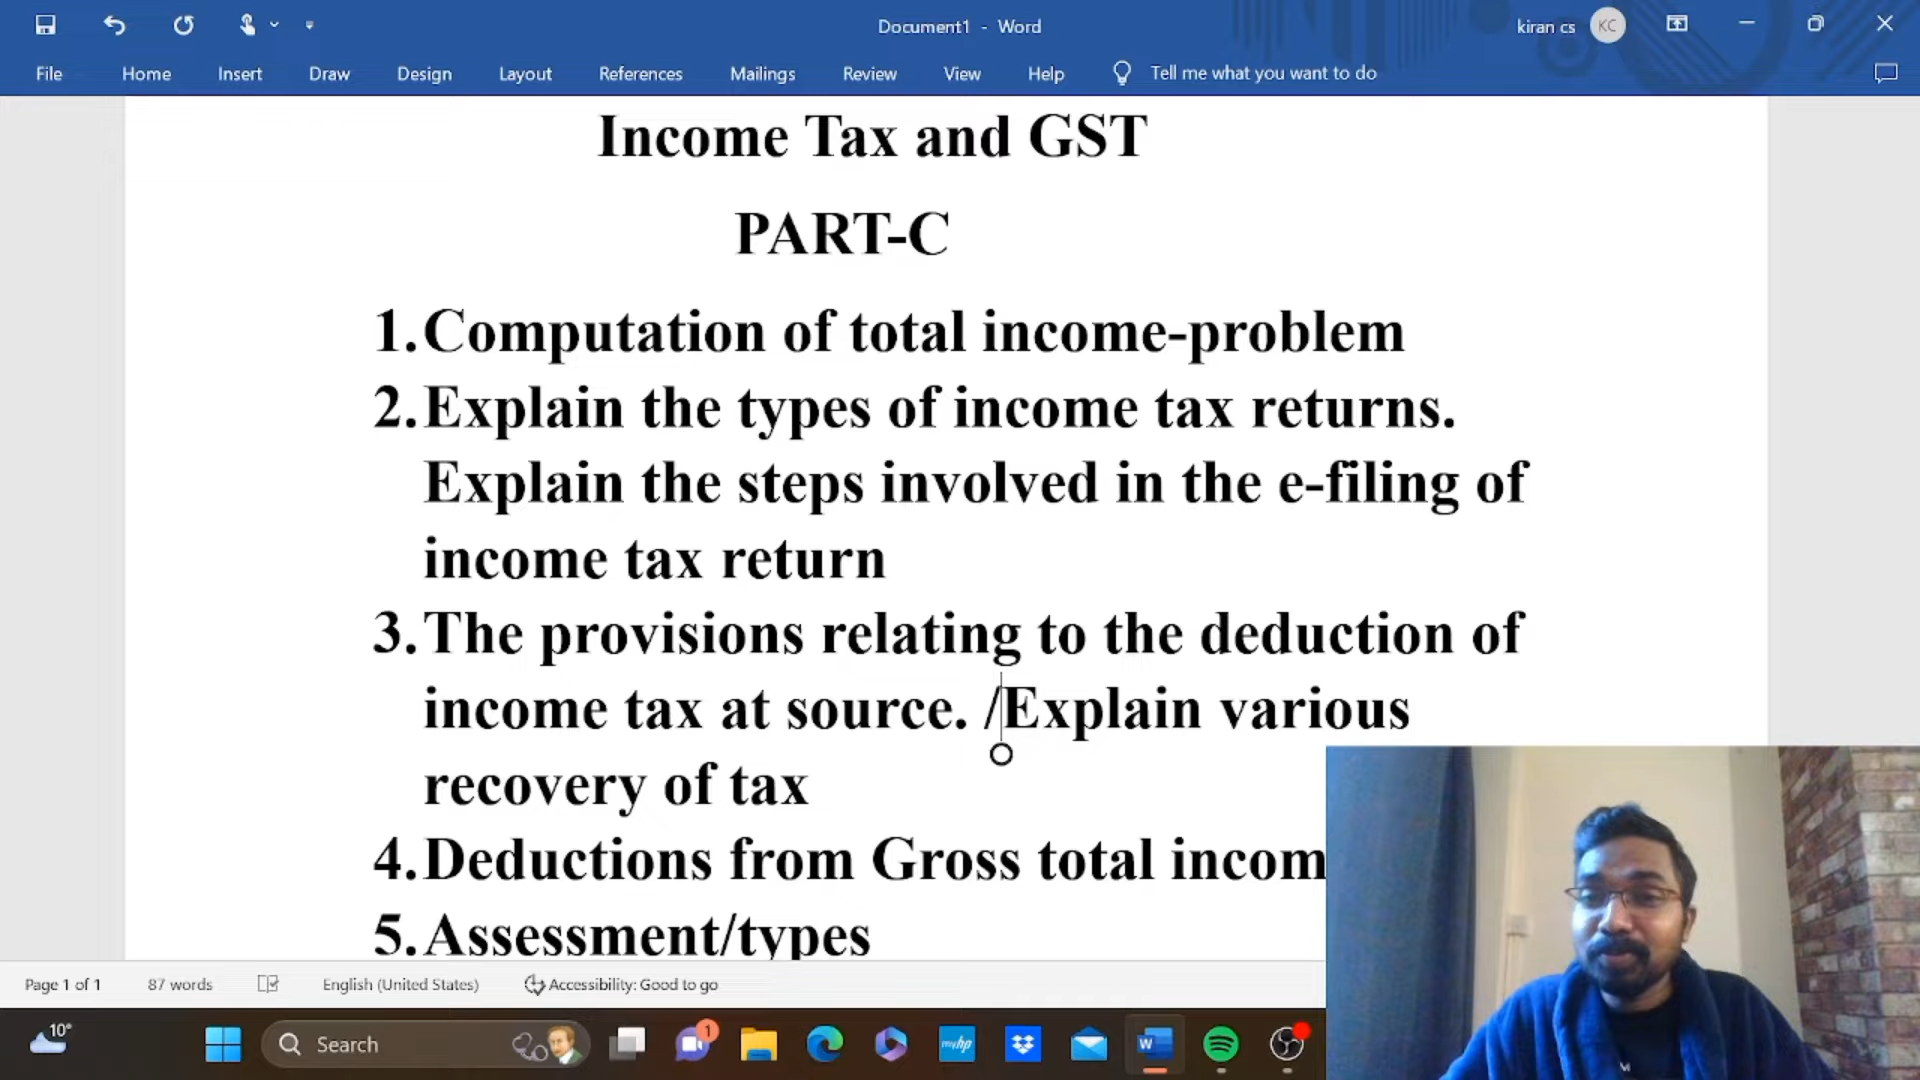 Document1 - Word
kiran cs
KC
File
Home
Insert
Draw
Design
Layout
References
Mailings
Review
View
Help
Tell me what you want to do
Income Tax and GST
PART-C
1.Computation of total income-problem
2.Explain the types of income tax returns.
Explain the steps involved in the e-filing of
income tax return
3.The provisions relating to the deduction of
income tax at source. /Explain various
recovery of tax
4.Deductions from Gross total incom
5.Assessment/types
Page 1 of 1
87 words
English (United States)
Accessibility: Good to go
10°
Search
1
myhp
W